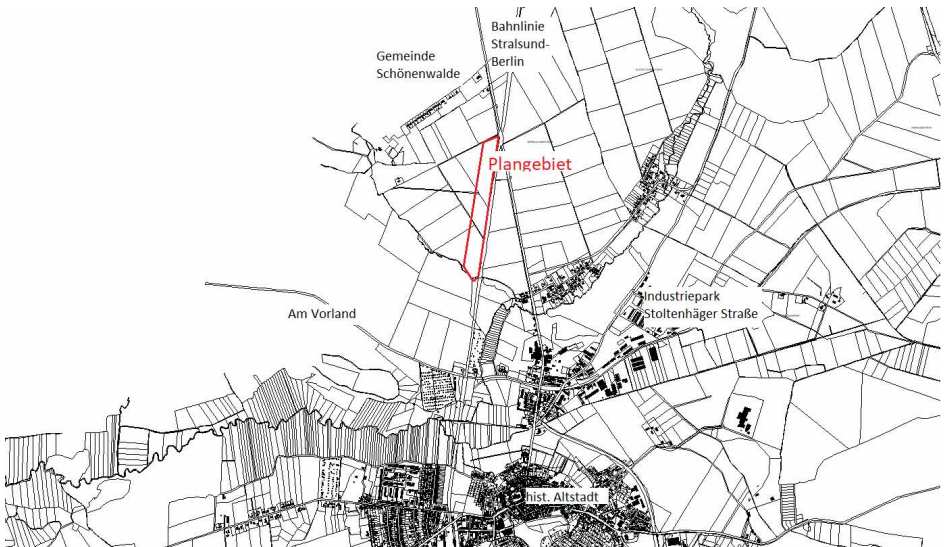 Bahnlinie
Stralsund-
Berlin
Gemeinde
Schönenwalde
Plangebiet
Industriepark
Stoltenhäger Straße
Am Vorland
hist. Altstadt